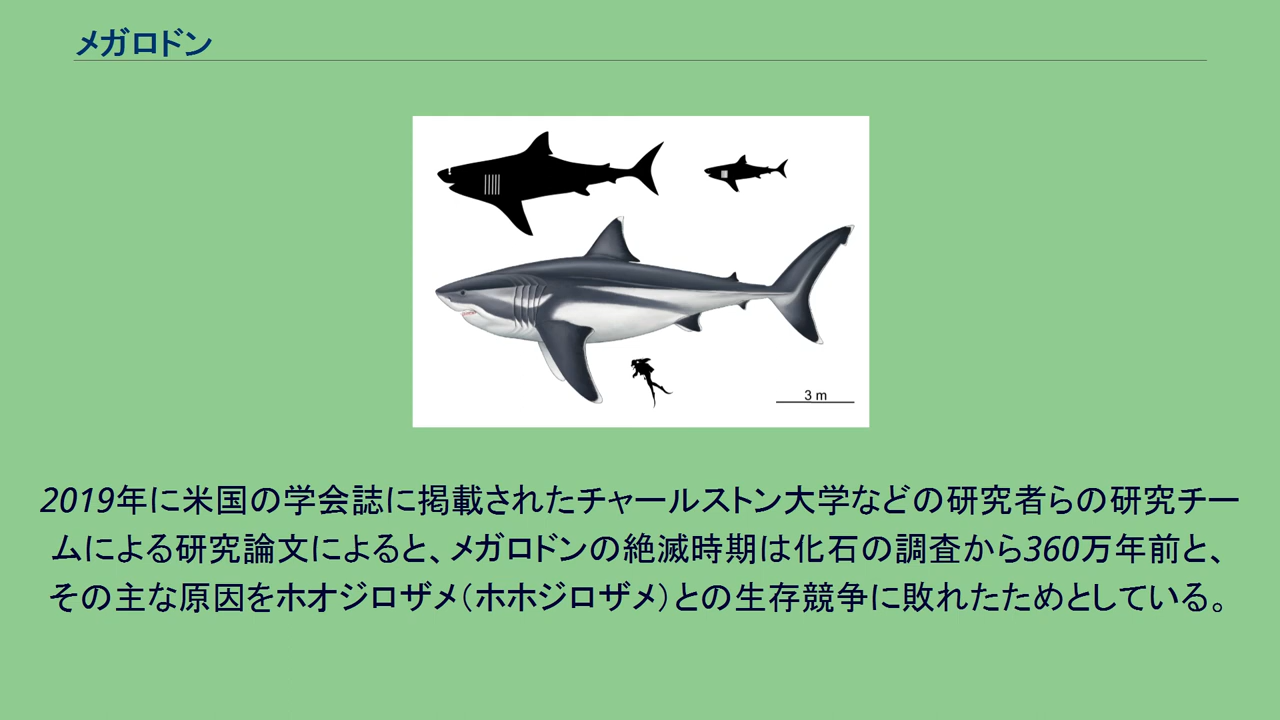 メガロドン
3 m
2019年に米国の学会誌に掲載されたチャールストン大学などの研究者らの研究チー
ムによる研究論文によると、メガロドンの絶滅時期は化石の調査から360万年前と、
その主な原因をホオジロザメ（ホホジロザメ）との生存競争に敗れたためとしている。